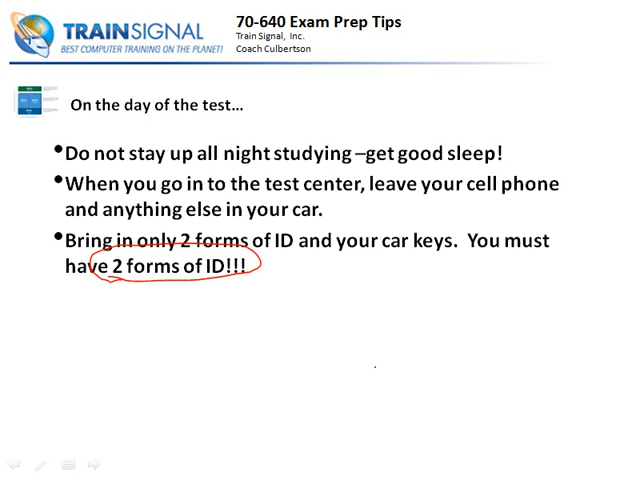 TRAINSIGNAL
BEST COMPUTER TRAINING ON THE PLANET!
70-640 Exam Prep Tips
Train Signal, Inc.
Coach Culbertson
On the day of the test…
•Do not stay up all night studying –get good sleep!
•When you go in to the test center, leave your cell phone
and anything else in your car.
•Bring in only 2 forms of ID and your car keys.  You must
have 2 forms of ID!!!